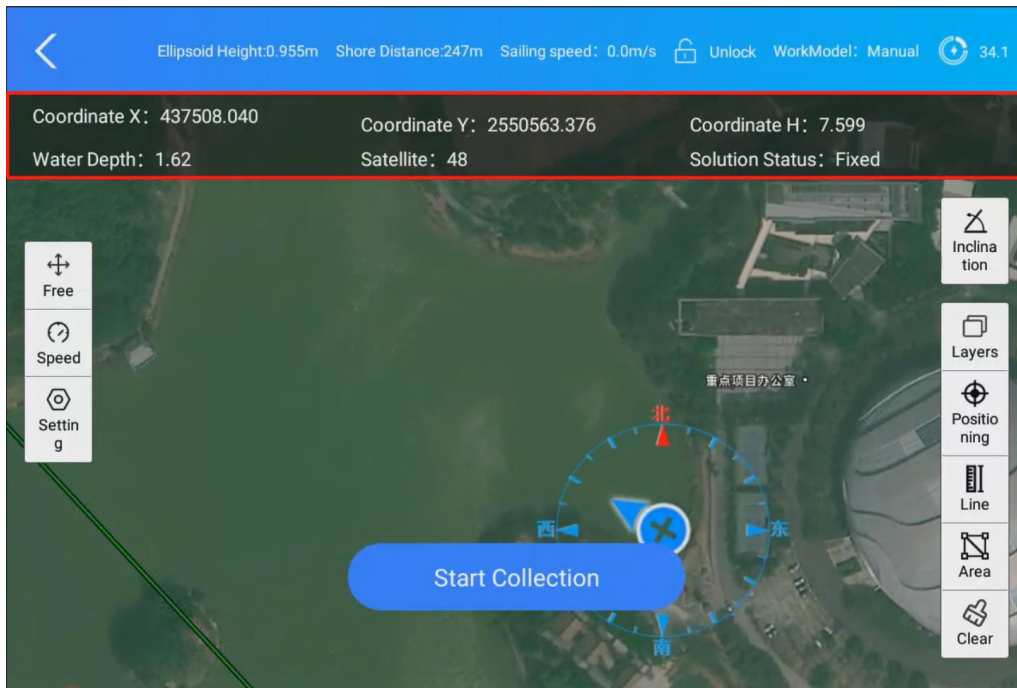 Ellipsoid Height:0.955m Shore Distance:247m Sailing speed：0.0m/s Unlock WorkModel：Manual 34.1
Coordinate X：437508.040
Coordinate Y：2550563.376
Coordinate H：7.599
Water Depth：1.62
Satellite：48
Solution Status：Fixed
Free
Speed
Settin
g
Inclina
tion
Layers
Positio
ning
Line
Area
Clear
重点项目办公室
北
西
东
南
Start Collection